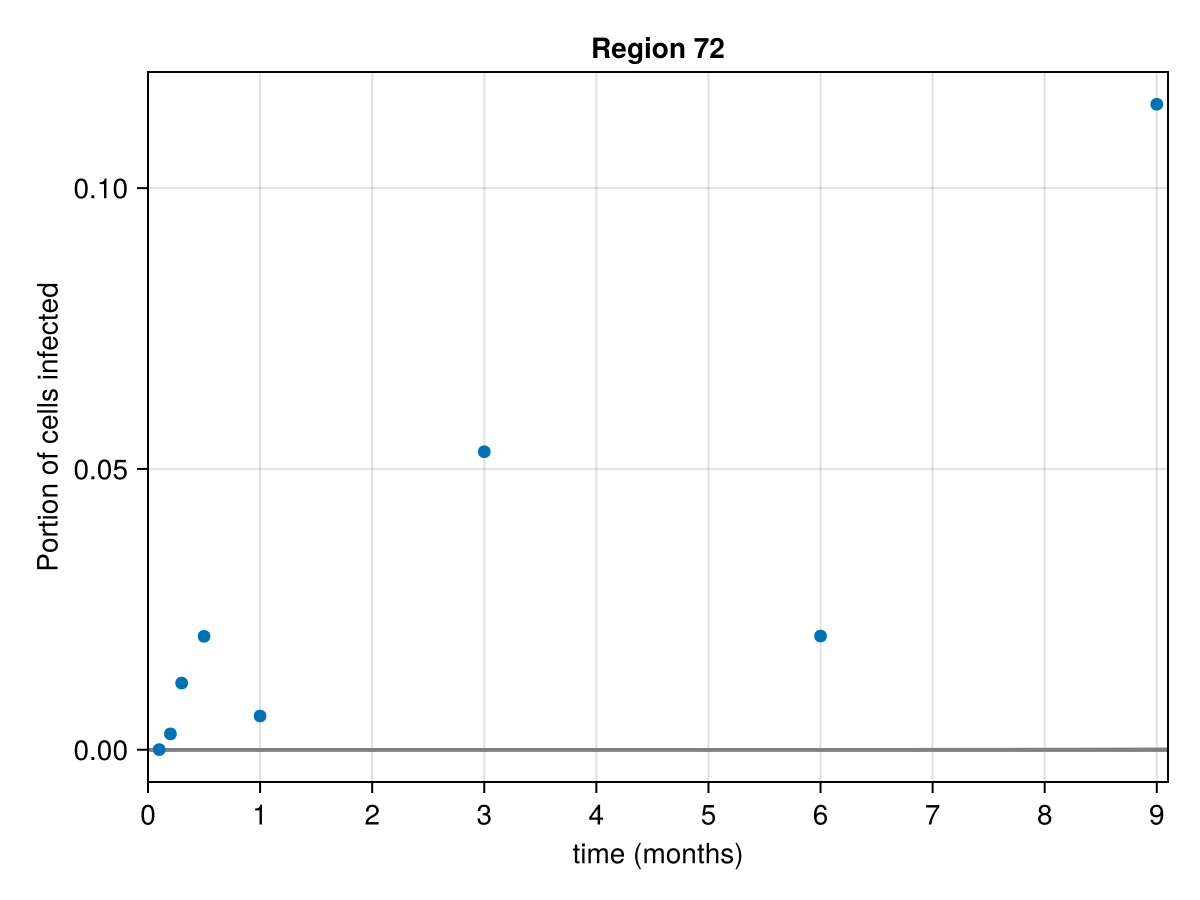 Region 72
Portion of cells infected
0.10
0.05
0.00
0 1 2 3 4 5 6 7 8 9
time (months)